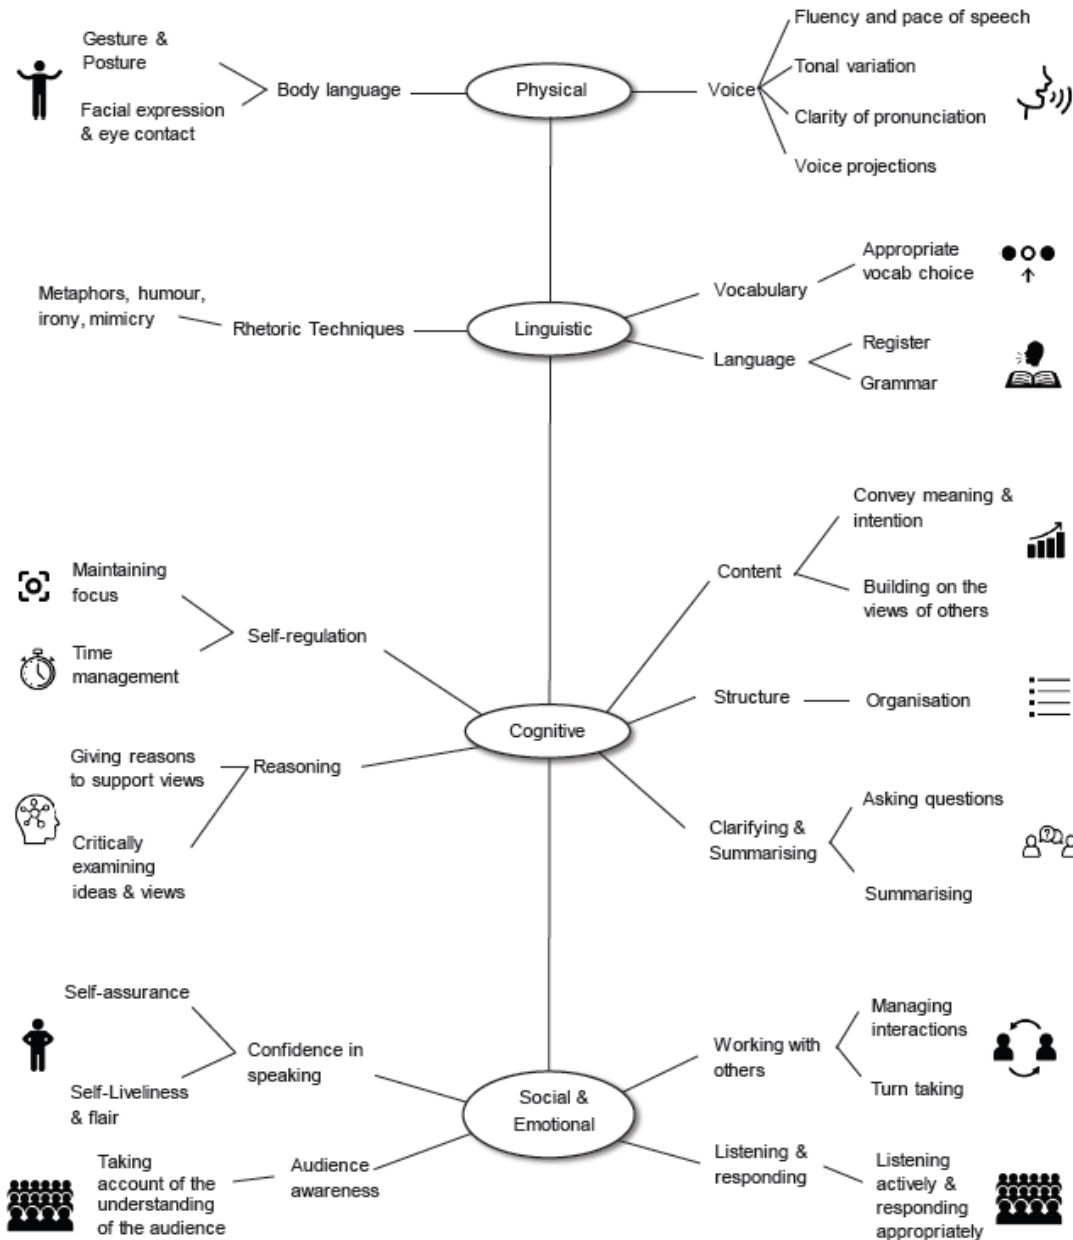 Gesture &
Posture
Facial expression
& eye contact
Body language
Physical
Voice
Fluency and pace of speech
Tonal variation
Clarity of pronunciation
Voice projections
Metaphors, humour,
irony, mimicry
Rhetoric Techniques
Linguistic
Vocabulary
Appropriate
vocab choice
Language
Register
Grammar
Maintaining
focus
Time
management
Self-regulation
Giving reasons
to support views
Critically
examining
ideas & views
Reasoning
Cognitive
Content
Convey meaning &
intention
Building on the
views of others
Structure
Organisation
Clarifying &
Summarising
Asking questions
Summarising
Self-assurance
Self-Liveliness
& flair
Confidence in
speaking
Taking
account of the
understanding
of the audience
Audience
awareness
Social &
Emotional
Working with
others
Managing
interactions
Turn taking
Listening &
responding
Listening
actively &
responding
appropriately